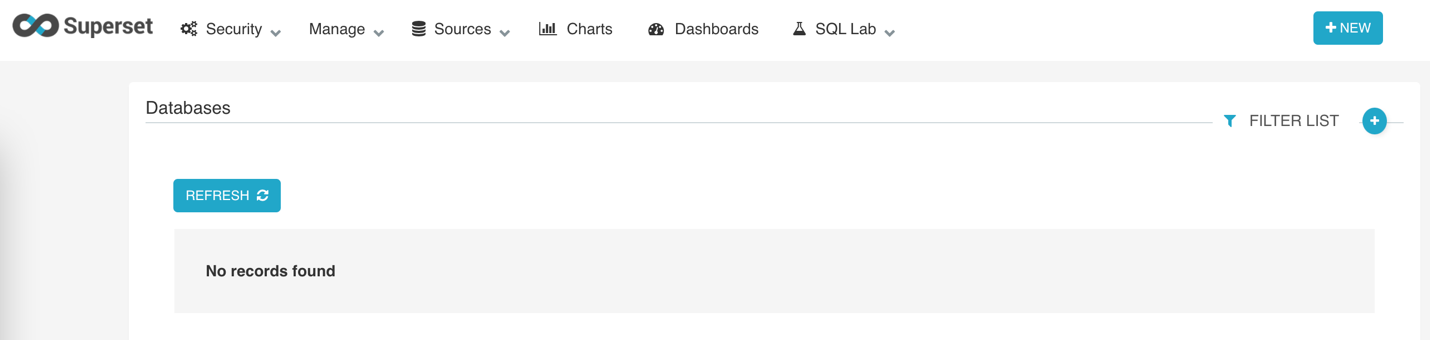 Superset Security Manage Sources Charts Dashboards SQL Lab + NEW
Databases
FILTER LIST +
REFRESH
No records found